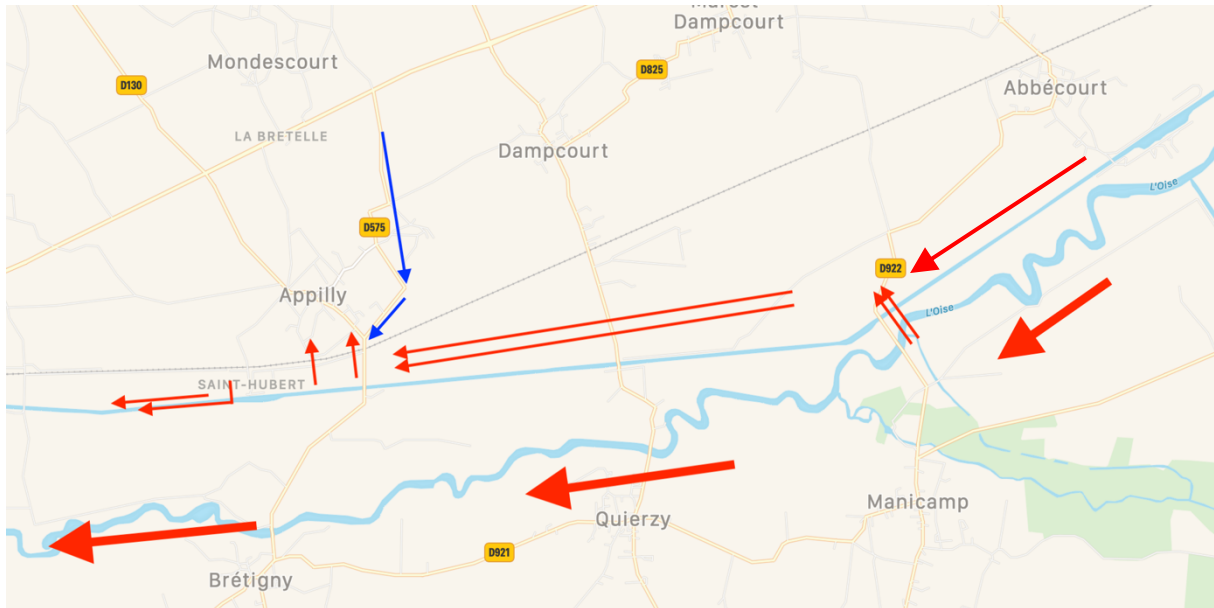 Dampcourt
Mondescourt
D130
D825
Abbécourt
LA BRETELLE
Dampcourt
L'Oise
D575
D922
Appilly
L'Oise
SAINT-HUBERT
Manicamp
Quierzy
D921
Brétigny